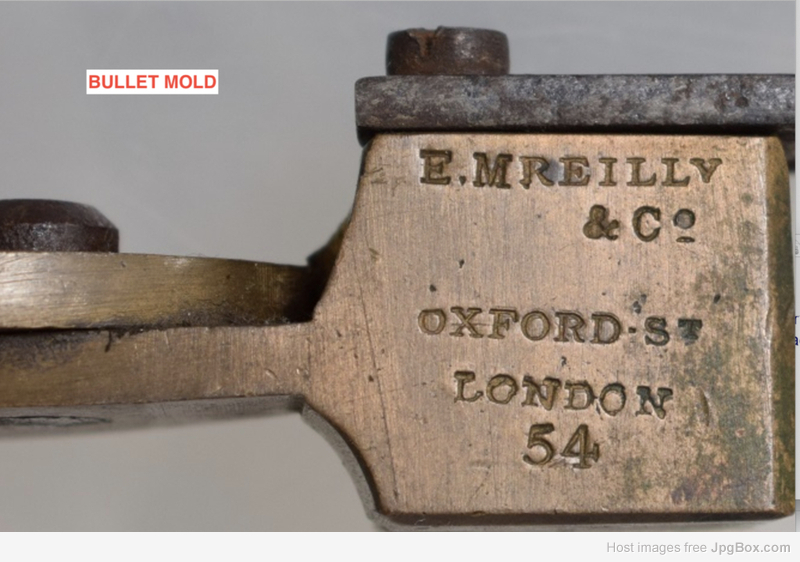 BULLET MOLD
E.MREILLY
& Cº
OXFORD·ST
LONDON
54
Host images free JpgBox.com